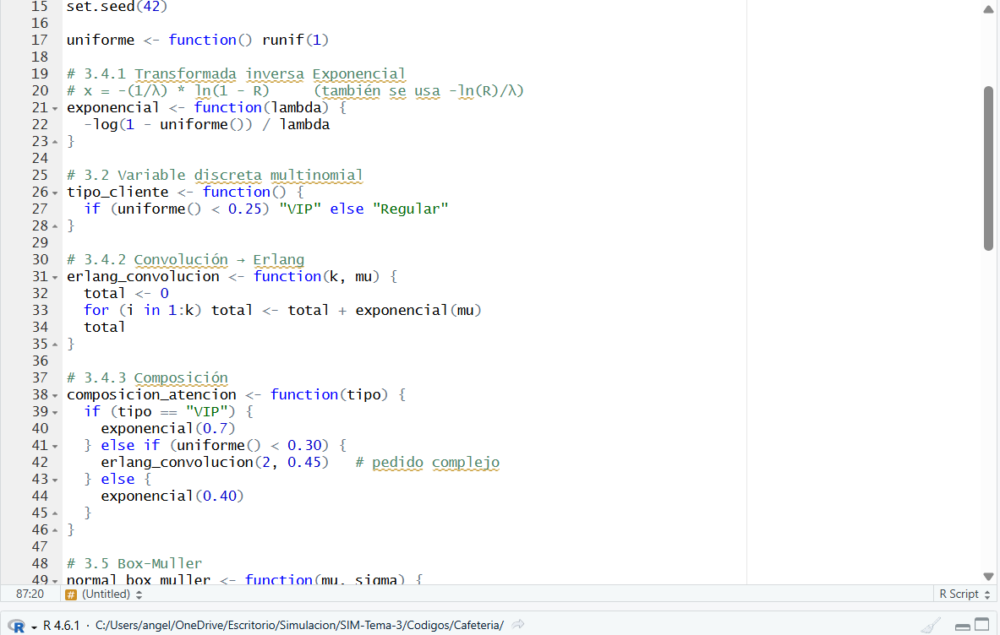 15 set.seed(42)
16
17 uniforme <- function() runif(1)
18
19 # 3.4.1 Transformada inversa Exponencial
20 # x = -(1/λ) * ln(1 - R)     (también se usa -ln(R)/λ)
21 exponencial <- function(lambda) {
22   -log(1 - uniforme()) / lambda
23 }
24
25 # 3.2 Variable discreta multinomial
26 tipo_cliente <- function() {
27   if (uniforme() < 0.25) "VIP" else "Regular"
28 }
29
30 # 3.4.2 Convolución → Erlang
31 erlang_convolucion <- function(k, mu) {
32   total <- 0
33   for (i in 1:k) total <- total + exponencial(mu)
34   total
35 }
36
37 # 3.4.3 Composición
38 composicion_atencion <- function(tipo) {
39   if (tipo == "VIP") {
40     exponencial(0.7)
41   } else if (uniforme() < 0.30) {
42     erlang_convolucion(2, 0.45)   # pedido complejo
43   } else {
44     exponencial(0.40)
45   }
46 }
47
48 # 3.5 Box-Muller
49 normal_box_muller <- function(mu, sigma) {
87:20 # (Untitled) R Script
R R 4.6.1 · C:/Users/angel/OneDrive/Escritorio/Simulacion/SIM-Tema-3/Codigos/Cafeteria/